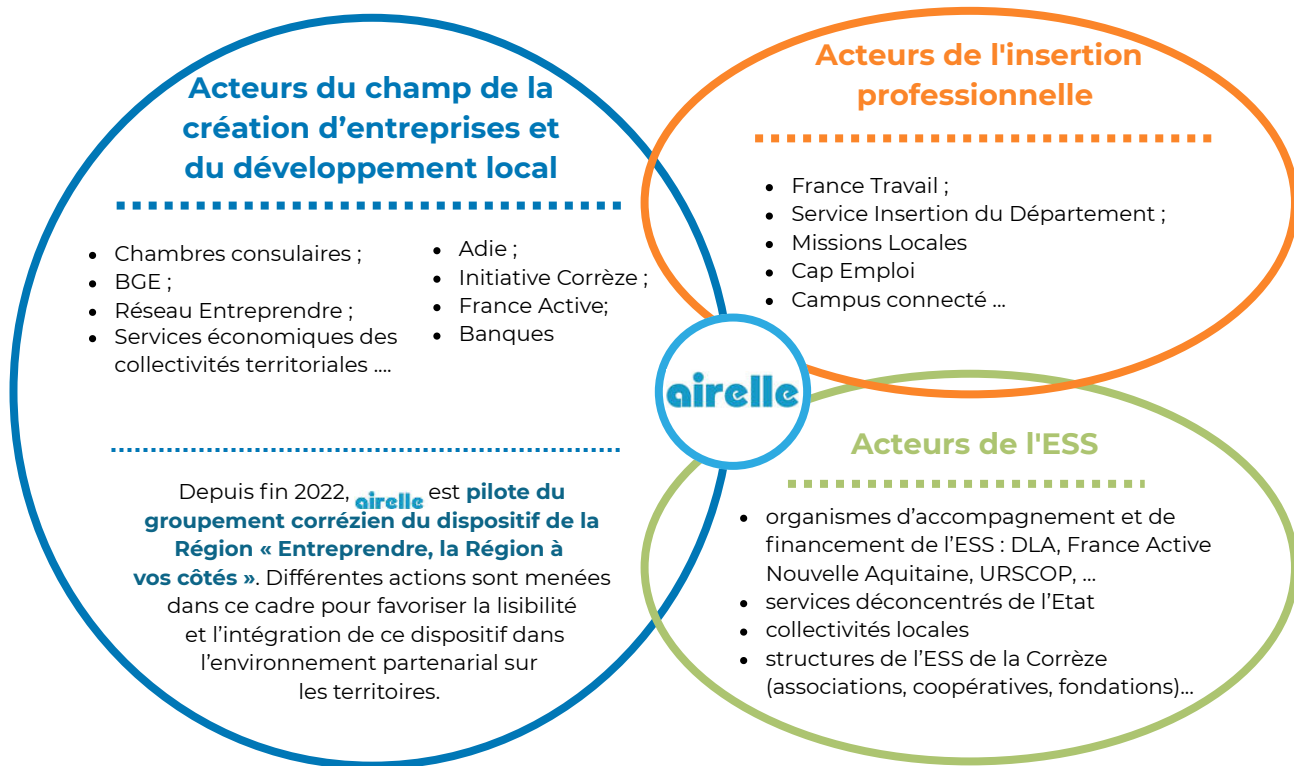 Acteurs du champ de la
création d’entreprises et
du développement local
• Chambres consulaires ;
• BGE ;
• Réseau Entreprendre ;
• Services économiques des
collectivités territoriales ....
• Adie ;
• Initiative Corrèze ;
• France Active;
• Banques
Depuis fin 2022, airelle est pilote du
groupement corrézien du dispositif de la
Région « Entreprendre, la Région à
vos côtés ». Différentes actions sont menées
dans ce cadre pour favoriser la lisibilité
et l’intégration de ce dispositif dans
l’environnement partenarial sur
les territoires.
airelle
Acteurs de l'insertion
professionnelle
• France Travail ;
• Service Insertion du Département ;
• Missions Locales
• Cap Emploi
• Campus connecté ...
Acteurs de l'ESS
• organismes d’accompagnement et de
financement de l’ESS : DLA, France Active
Nouvelle Aquitaine, URSCOP, ...
• services déconcentrés de l’Etat
• collectivités locales
• structures de l’ESS de la Corrèze
(associations, coopératives, fondations)...